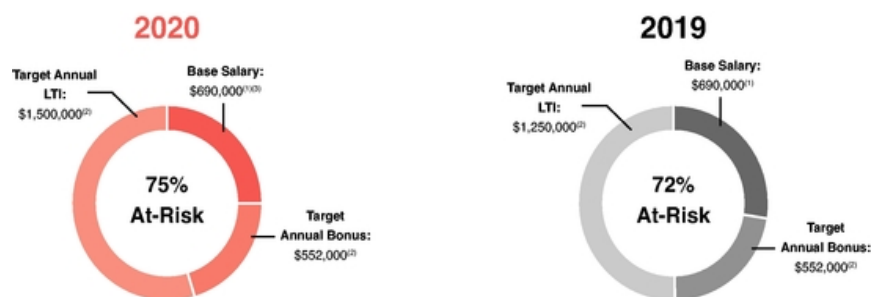 2020
Target Annual
LTI:
$1,500,000(2)
Base Salary:
$690,000(1)(3)
75%
At-Risk
Target
Annual Bonus:
$552,000(2)
2019
Target Annual
LTI:
$1,250,000(2)
Base Salary:
$690,000(1)
72%
At-Risk
Target
Annual Bonus:
$552,000(2)